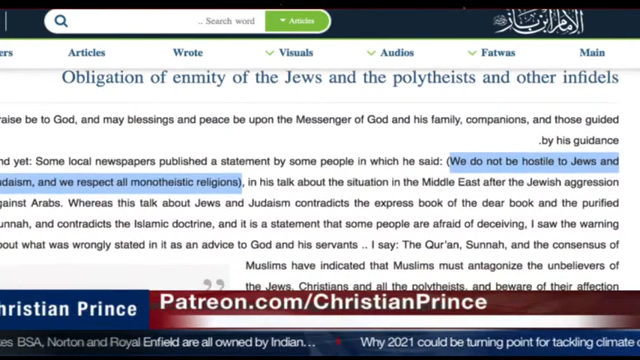 Search word ..
Articles
الإمام ابن باز
Articles
Wrote
Visuals
Audios
Fatwas
Main
Obligation of enmity of the Jews and the polytheists and other infidels
be to God, and may blessings and peace be upon the Messenger of God and his family, companions, and those guided
.by his guidance
yet: Some local newspapers published a statement by some people in which he said: (We do not be hostile to Jews and
and we respect all monotheistic religions), in his talk about the situation in the Middle East after the Jewish aggression
Arabs. Whereas this talk about Jews and Judaism contradicts the express book of the dear book and the purified
and contradicts the Islamic doctrine, and it is a statement that some people are afraid of deceiving, I saw the warning
what was wrongly stated in it as an advice to God and his servants .. I say: The Qur'an, Sunnah, and the consensus of
Muslims have indicated that Muslims must antagonize the unbelievers of
the Jews, Christians and all the polytheists, and beware of their affection
Christian Prince
Patreon.com/ChristianPrince
BSA, Norton and Royal Enfield are all owned by Indian...
Why 2021 could be turning point for tackling climate